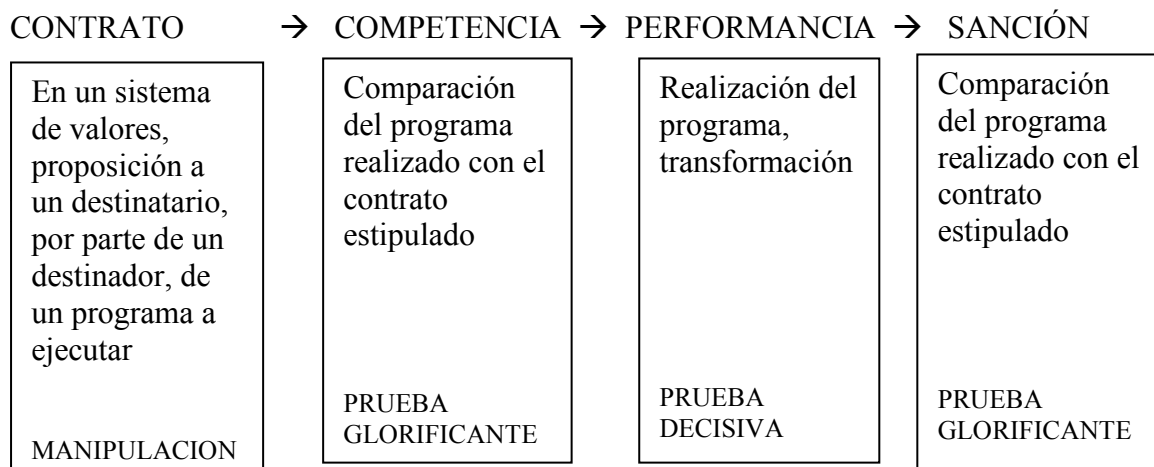 CONTRATO → COMPETENCIA → PERFORMANCIA → SANCIÓN
En un sistema
de valores,
proposición a
un destinatario,
por parte de un
destinador, de
un programa a
ejecutar
MANIPULACION
Comparación
del programa
realizado con el
contrato
estipulado
PRUEBA
GLORIFICANTE
Realización del
programa,
transformación
PRUEBA
DECISIVA
Comparación
del programa
realizado con el
contrato
estipulado
PRUEBA
GLORIFICANTE